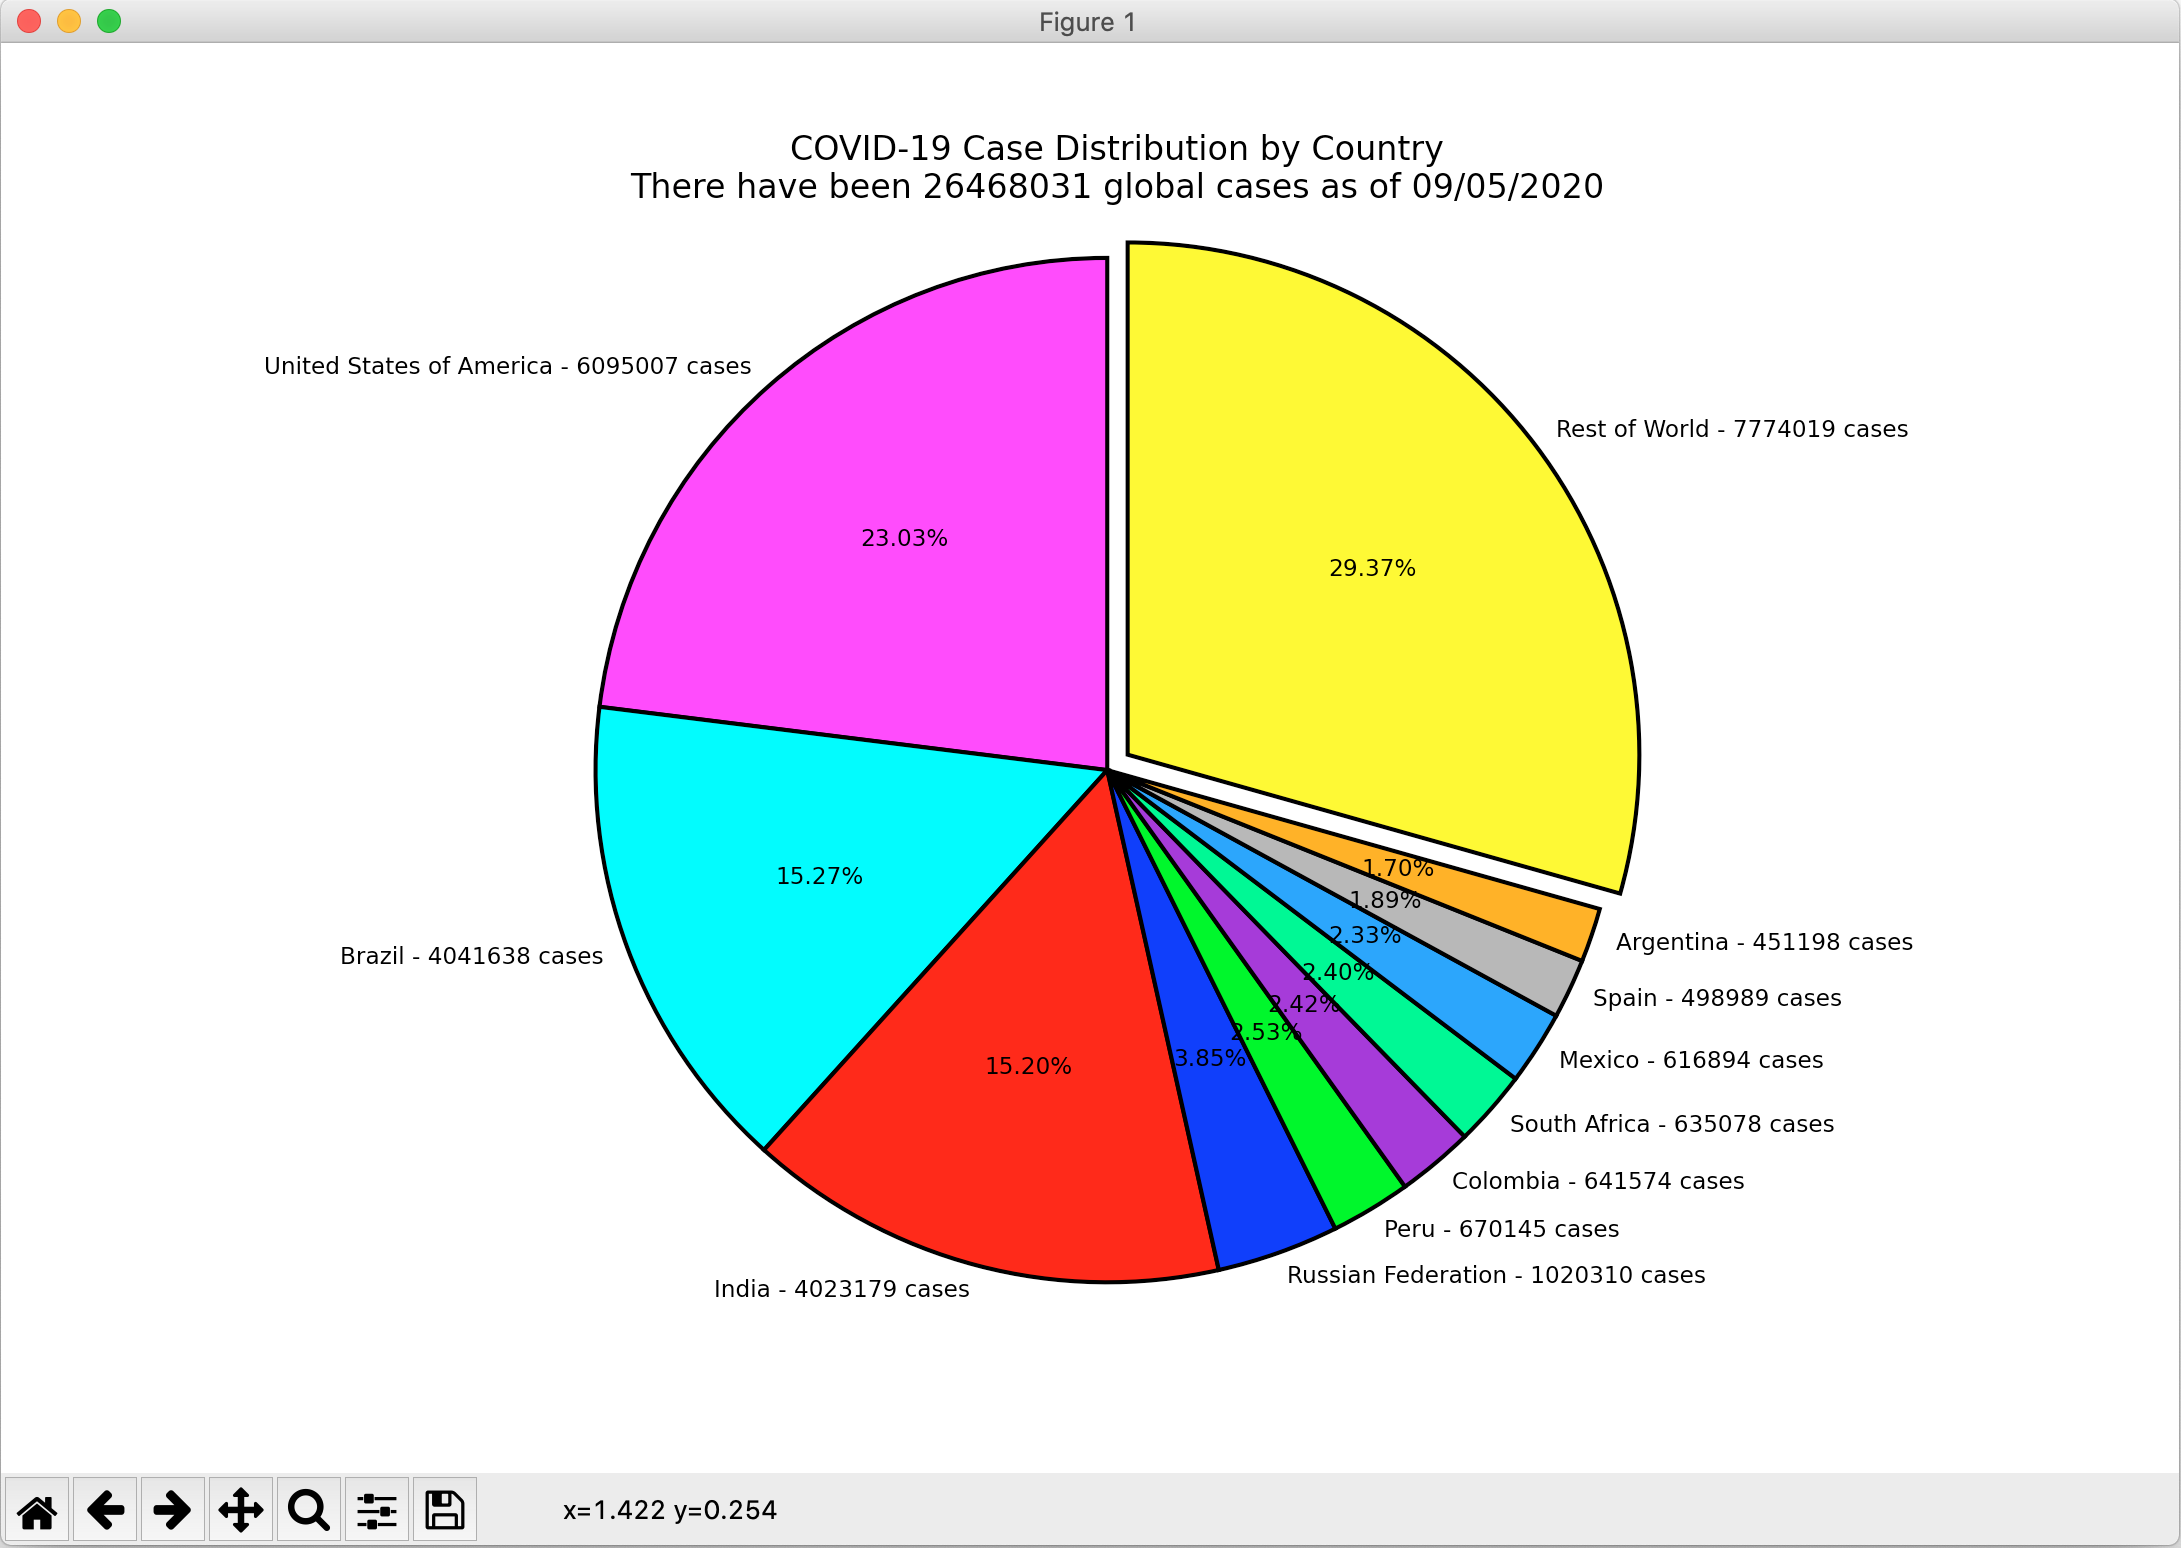 Figure 1
COVID-19 Case Distribution by Country
There have been 26468031 global cases as of 09/05/2020
United States of America - 6095007 cases
23.03%
Rest of World - 7774019 cases
29.37%
Brazil - 4041638 cases
15.27%
India - 4023179 cases
15.20%
Russian Federation - 1020310 cases
3.85%
Peru - 670145 cases
2.53%
Colombia - 641574 cases
2.42%
South Africa - 635078 cases
2.40%
Mexico - 616894 cases
2.33%
Spain - 498989 cases
1.89%
Argentina - 451198 cases
1.70%
x=1.422 y=0.254